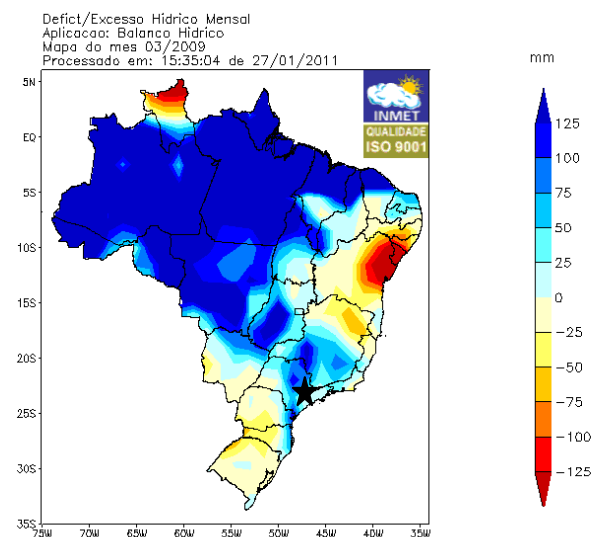 Defict/Excesso Hidrico Mensal
Aplicacao: Balanco Hidrico
Mapa do mes 03/2009
Processado em: 15:35:04 de 27/01/2011
mm
INMET
QUALIDADE
ISO 9001
5N
EQ
5S
10S
15S
20S
25S
30S
35S
75W 70W 65W 60W 55W 50W 45W 40W 35W
125
100
75
50
25
0
-25
-50
-75
-100
-125